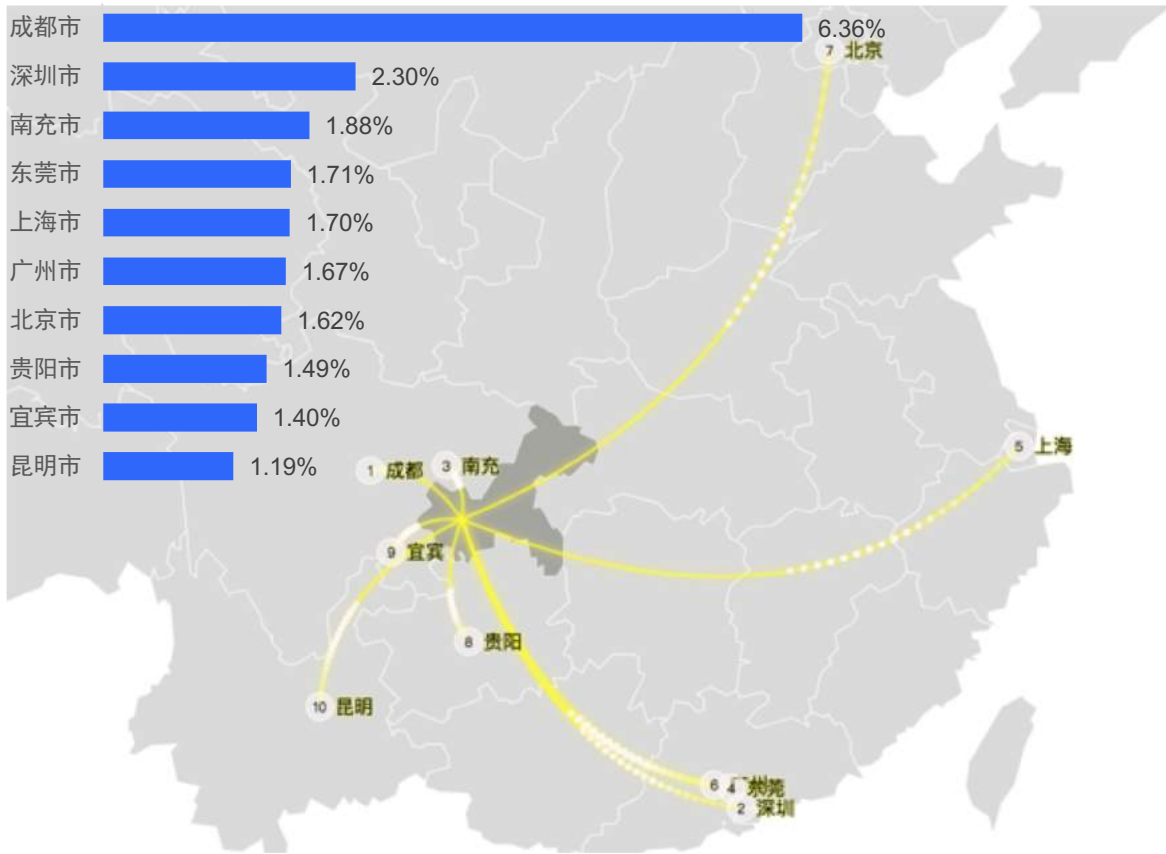 成都市 6.36%
深圳市 2.30%
南充市 1.88%
东莞市 1.71%
上海市 1.70%
广州市 1.67%
北京市 1.62%
贵阳市 1.49%
宜宾市 1.40%
昆明市 1.19%
7 北京
5 上海
1 成都
3 南充
9 宜宾
8 贵阳
10 昆明
6 州
4 东莞
2 深圳